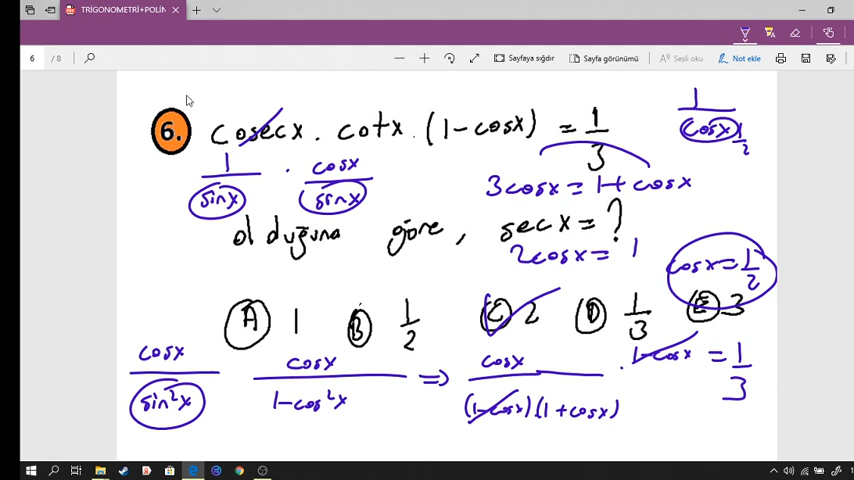 TRİGONOMETRİ+POLİN
6 / 8
Sayfaya sığdır
Sayfa görünümü
Sesli oku
Not ekle
6. cosecx . cotx . (1-cosx) = 1/3
1/cosx 1/2
1/sinx . cosx/sinx
3cosx = 1+cosx
olduğuna göre, secx = ?
2cosx = 1
cosx = 1/2
A) 1 B) 1/2 C) 2 D) 1/3 E) 3
cosx/sin²x cosx/1-cos²x ⇒ cosx/(1-cosx)(1+cosx) . 1-cosx = 1/3